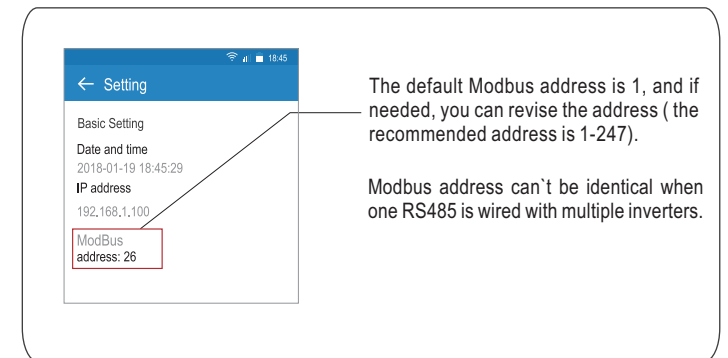 18:45
← Setting
Basic Setting
Date and time
2018-01-19 18:45:29
IP address
192.168.1.100
ModBus
address: 26
The default Modbus address is 1, and if
needed, you can revise the address ( the
recommended address is 1-247).
Modbus address can`t be identical when
one RS485 is wired with multiple inverters.